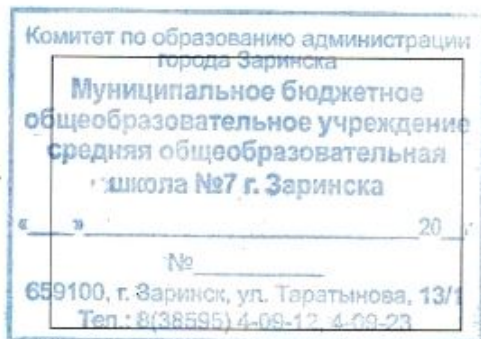 Комитет по образованию администрации
города Заринска
Муниципальное бюджетное
общеобразовательное учреждение
средняя общеобразовательная
школа №7 г. Заринска
«___»__________________________20__г
№__________
659100, г. Заринск, ул. Таратынова, 13/1
Тел.: 8(38595) 4-09-12, 4-09-23